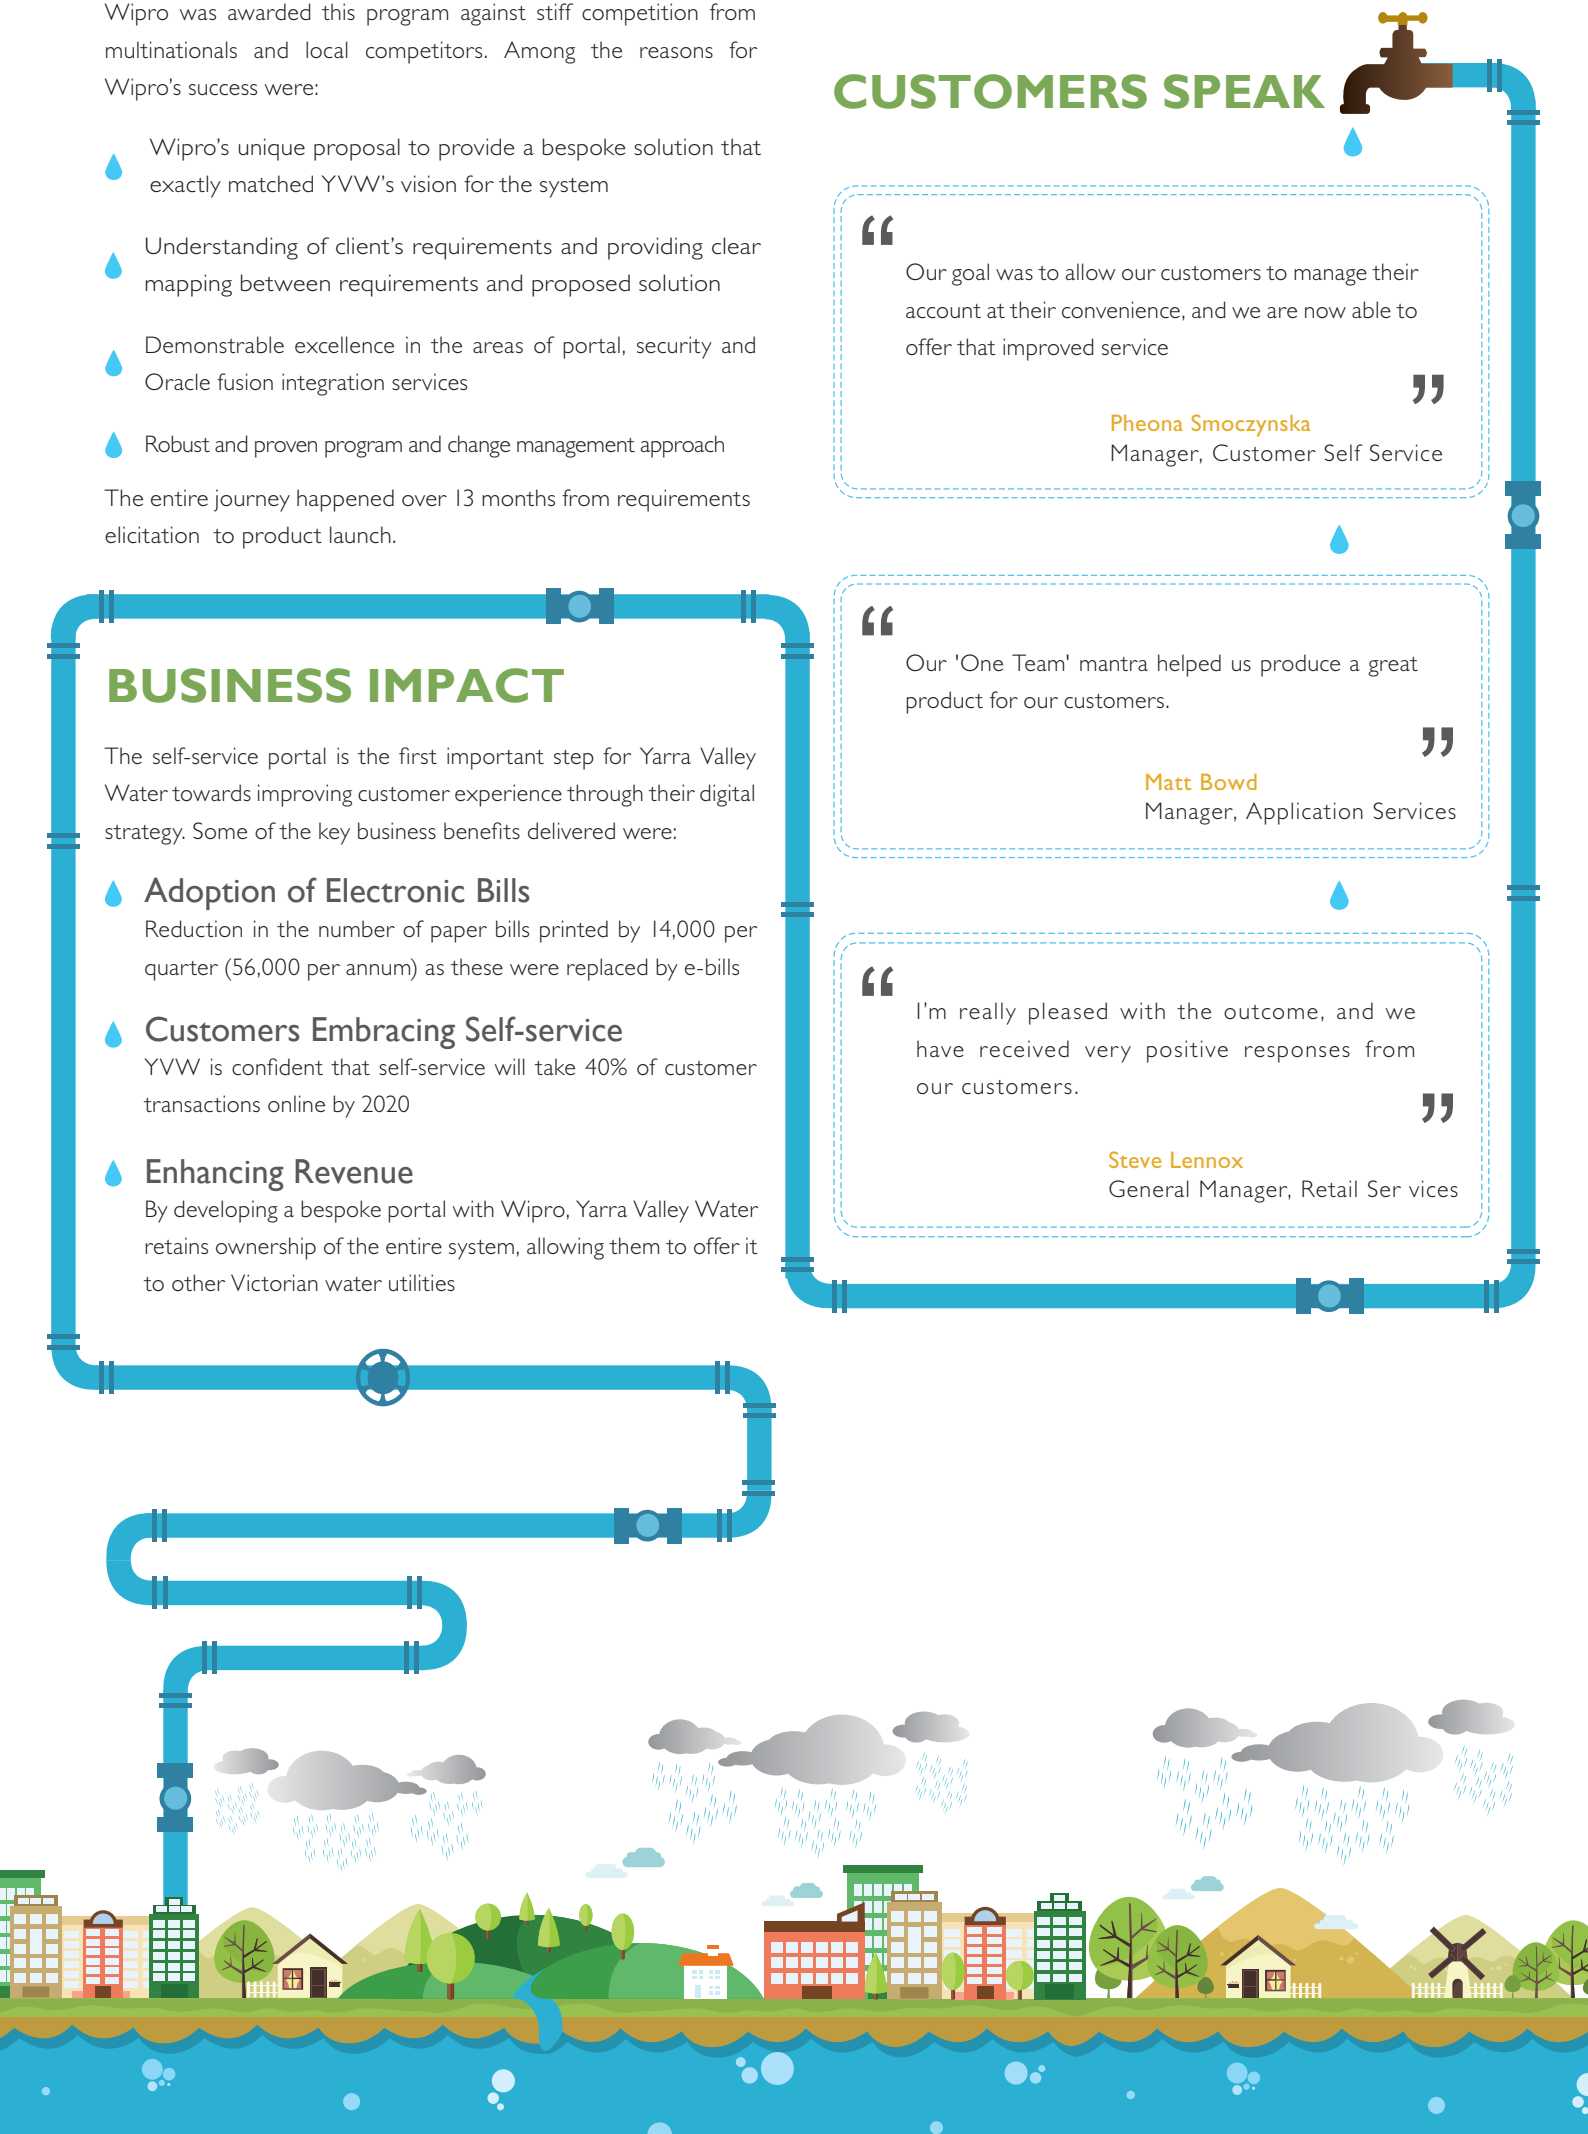 Wipro was awarded this program against stiff competition from
multinationals and local competitors. Among the reasons for
Wipro’s success were:
Wipro’s unique proposal to provide a bespoke solution that
exactly matched YVW’s vision for the system
Understanding of client’s requirements and providing clear
mapping between requirements and proposed solution
Demonstrable excellence in the areas of portal, security and
Oracle fusion integration services
Robust and proven program and change management approach
The entire journey happened over 13 months from requirements
elicitation to product launch.
BUSINESS IMPACT
The self-service portal is the first important step for Yarra Valley
Water towards improving customer experience through their digital
strategy. Some of the key business benefits delivered were:
Adoption of Electronic Bills
Reduction in the number of paper bills printed by 14,000 per
quarter (56,000 per annum) as these were replaced by e-bills
Customers Embracing Self-service
YVW is confident that self-service will take 40% of customer
transactions online by 2020
Enhancing Revenue
By developing a bespoke portal with Wipro, Yarra Valley Water
retains ownership of the entire system, allowing them to offer it
to other Victorian water utilities
CUSTOMERS SPEAK
“
Our goal was to allow our customers to manage their
account at their convenience, and we are now able to
offer that improved service
”
Pheona Smoczynska
Manager, Customer Self Service
“
Our 'One Team' mantra helped us produce a great
product for our customers.
”
Matt Bowd
Manager, Application Services
“
I’m really pleased with the outcome, and we
have received very positive responses from
our customers.
”
Steve Lennox
General Manager, Retail Ser vices